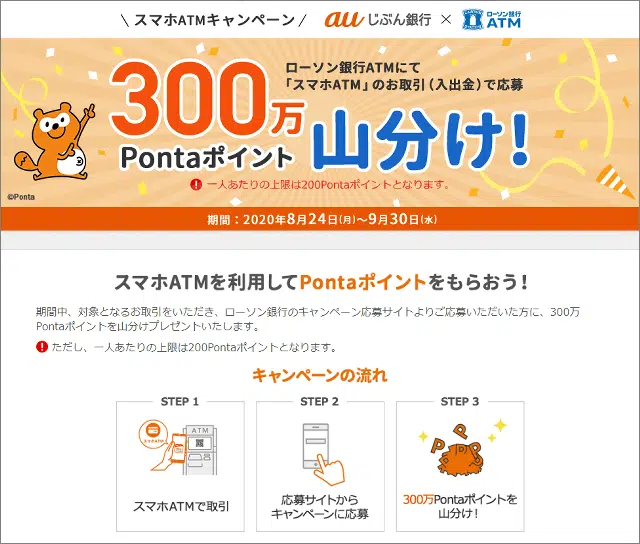 \ スマホATMキャンペーン / au じぶん銀行 × ローソン銀行 ATM
ローソン銀行ATMにて
「スマホATM」のお取引（入出金）で応募
300万
Pontaポイント 山分け！
! 一人あたりの上限は200Pontaポイントとなります。
©Ponta
期間：2020年8月24日(月)～9月30日(水)
スマホATMを利用してPontaポイントをもらおう！
期間中、対象となるお取引をいただき、ローソン銀行のキャンペーン応募サイトよりご応募いただいた方に、300万
Pontaポイントを山分けプレゼントいたします。
! ただし、一人あたりの上限は200Pontaポイントとなります。
キャンペーンの流れ
STEP 1
ATM
スマホATMで取引
STEP 2
応募サイトから
キャンペーンに応募
STEP 3
P P P P P P
300万Pontaポイントを
山分け！